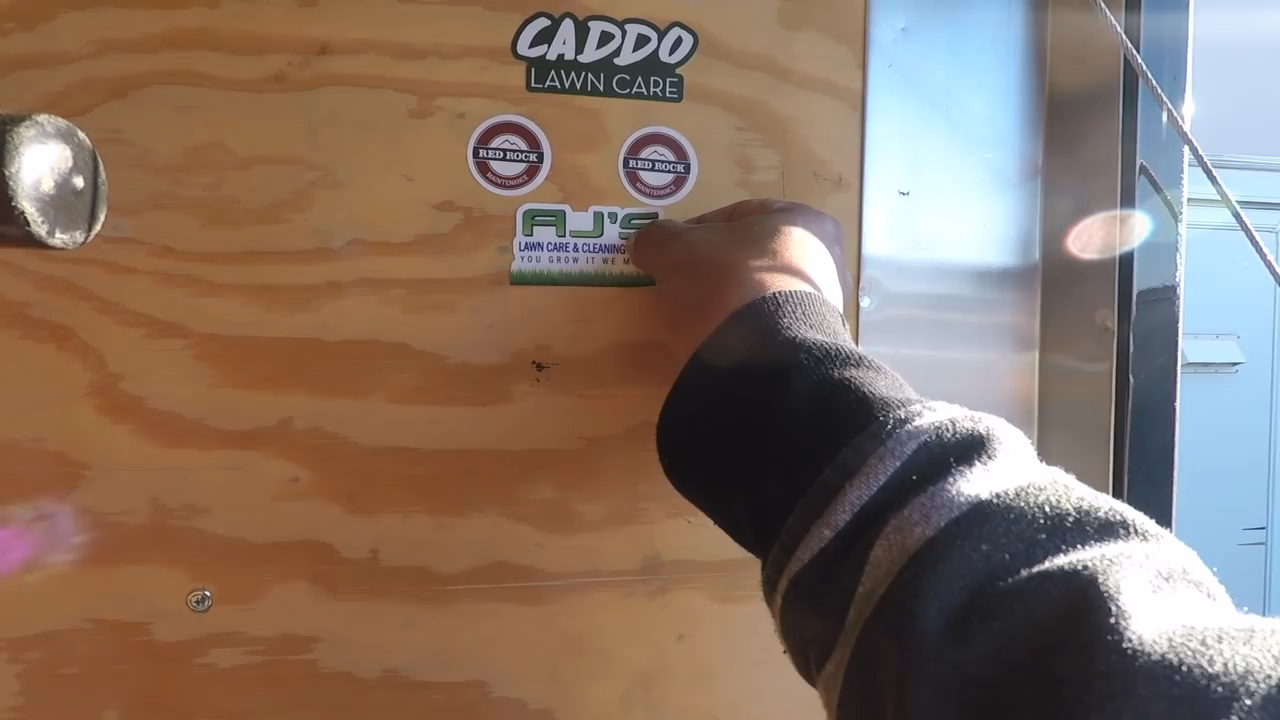 CADDO
LAWN CARE
RED ROCK
MAINTENANCE
RED ROCK
MAINTENANCE
AJ'S
LAWN CARE & CLEANING
YOU GROW IT WE